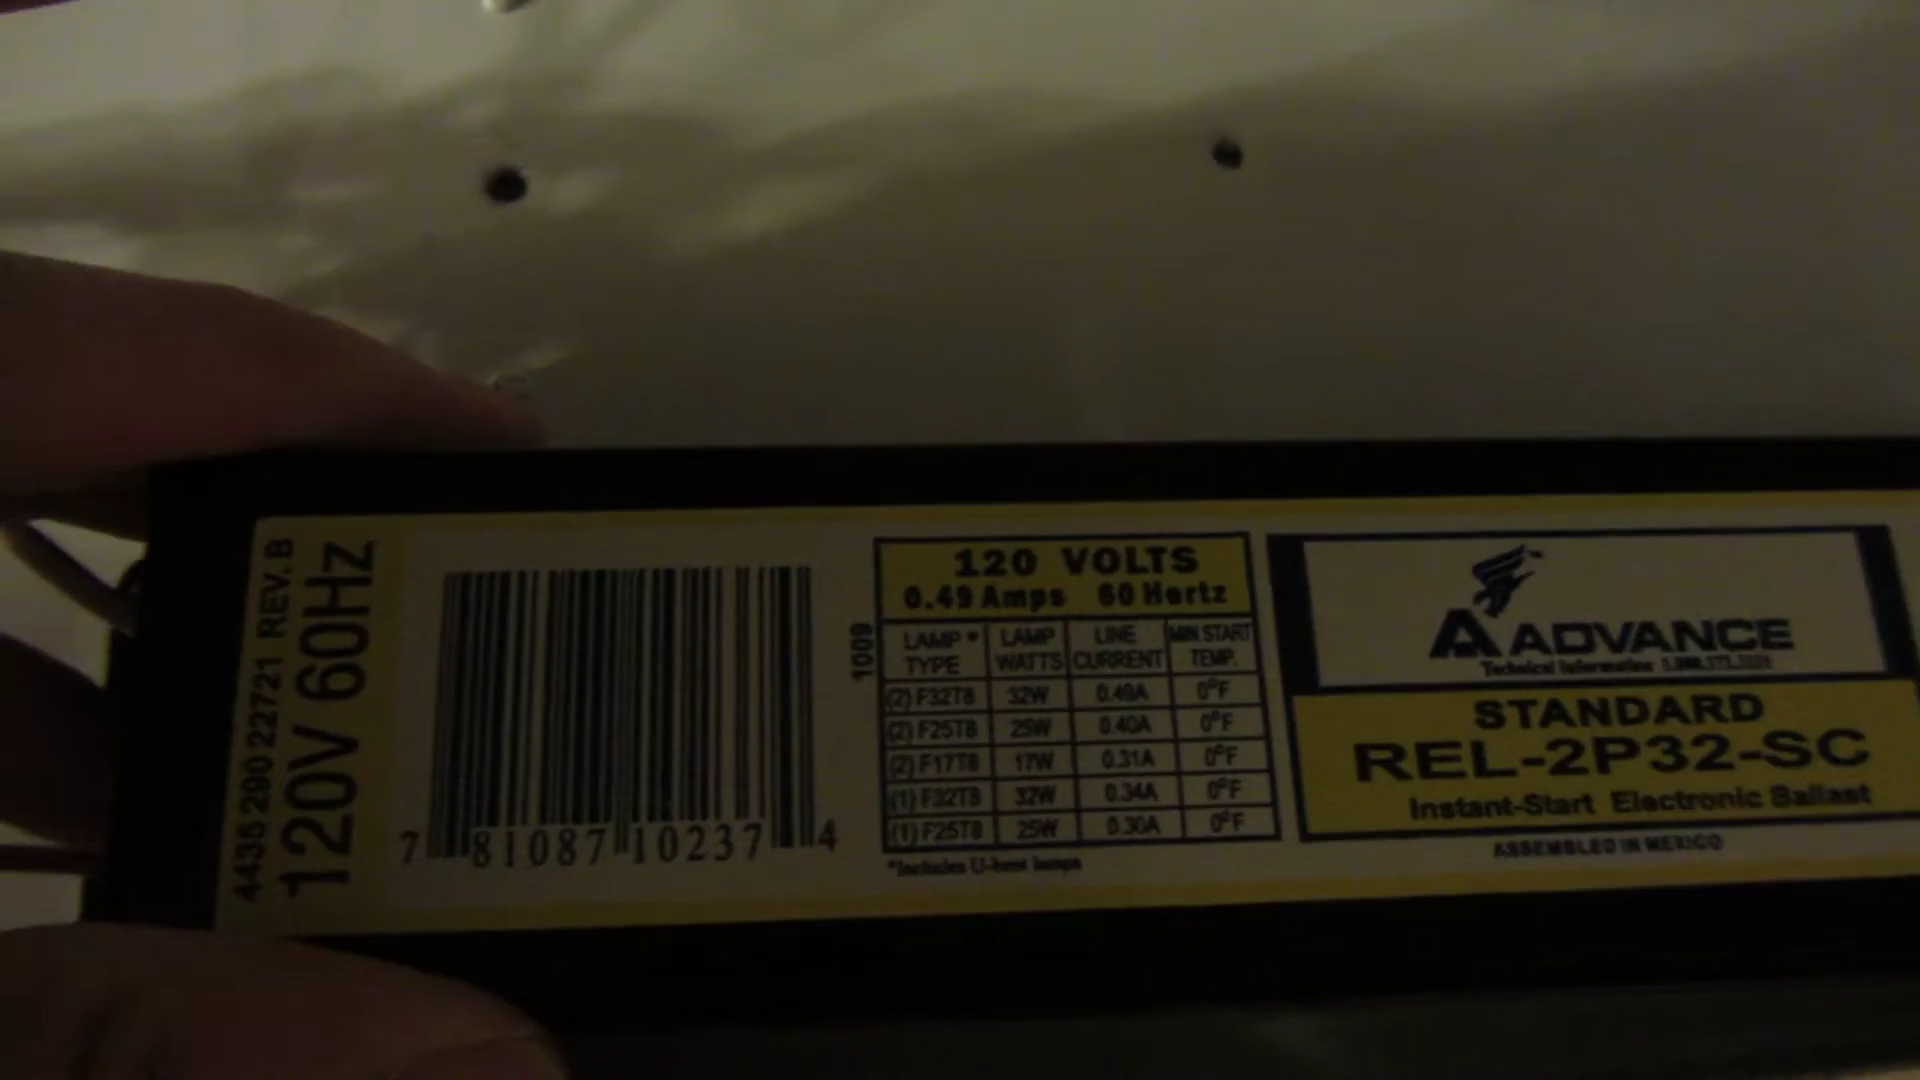 4435 290 22721 REV. B
120V 60Hz
7 81087 10237 4
1009
120 VOLTS
0.49 Amps 60 Hertz
LAMP * TYPE LAMP WATTS LINE CURRENT MIN START TEMP.
(2) F32T8 32W 0.49A 0°F
(2) F25T8 25W 0.40A 0°F
(2) F17T8 17W 0.31A 0°F
(1) F32T8 32W 0.34A 0°F
(1) F25T8 25W 0.30A 0°F
*Includes U-bent lamps
ADVANCE
Technical Information
STANDARD
REL-2P32-SC
Instant-Start Electronic Ballast
ASSEMBLED IN MEXICO